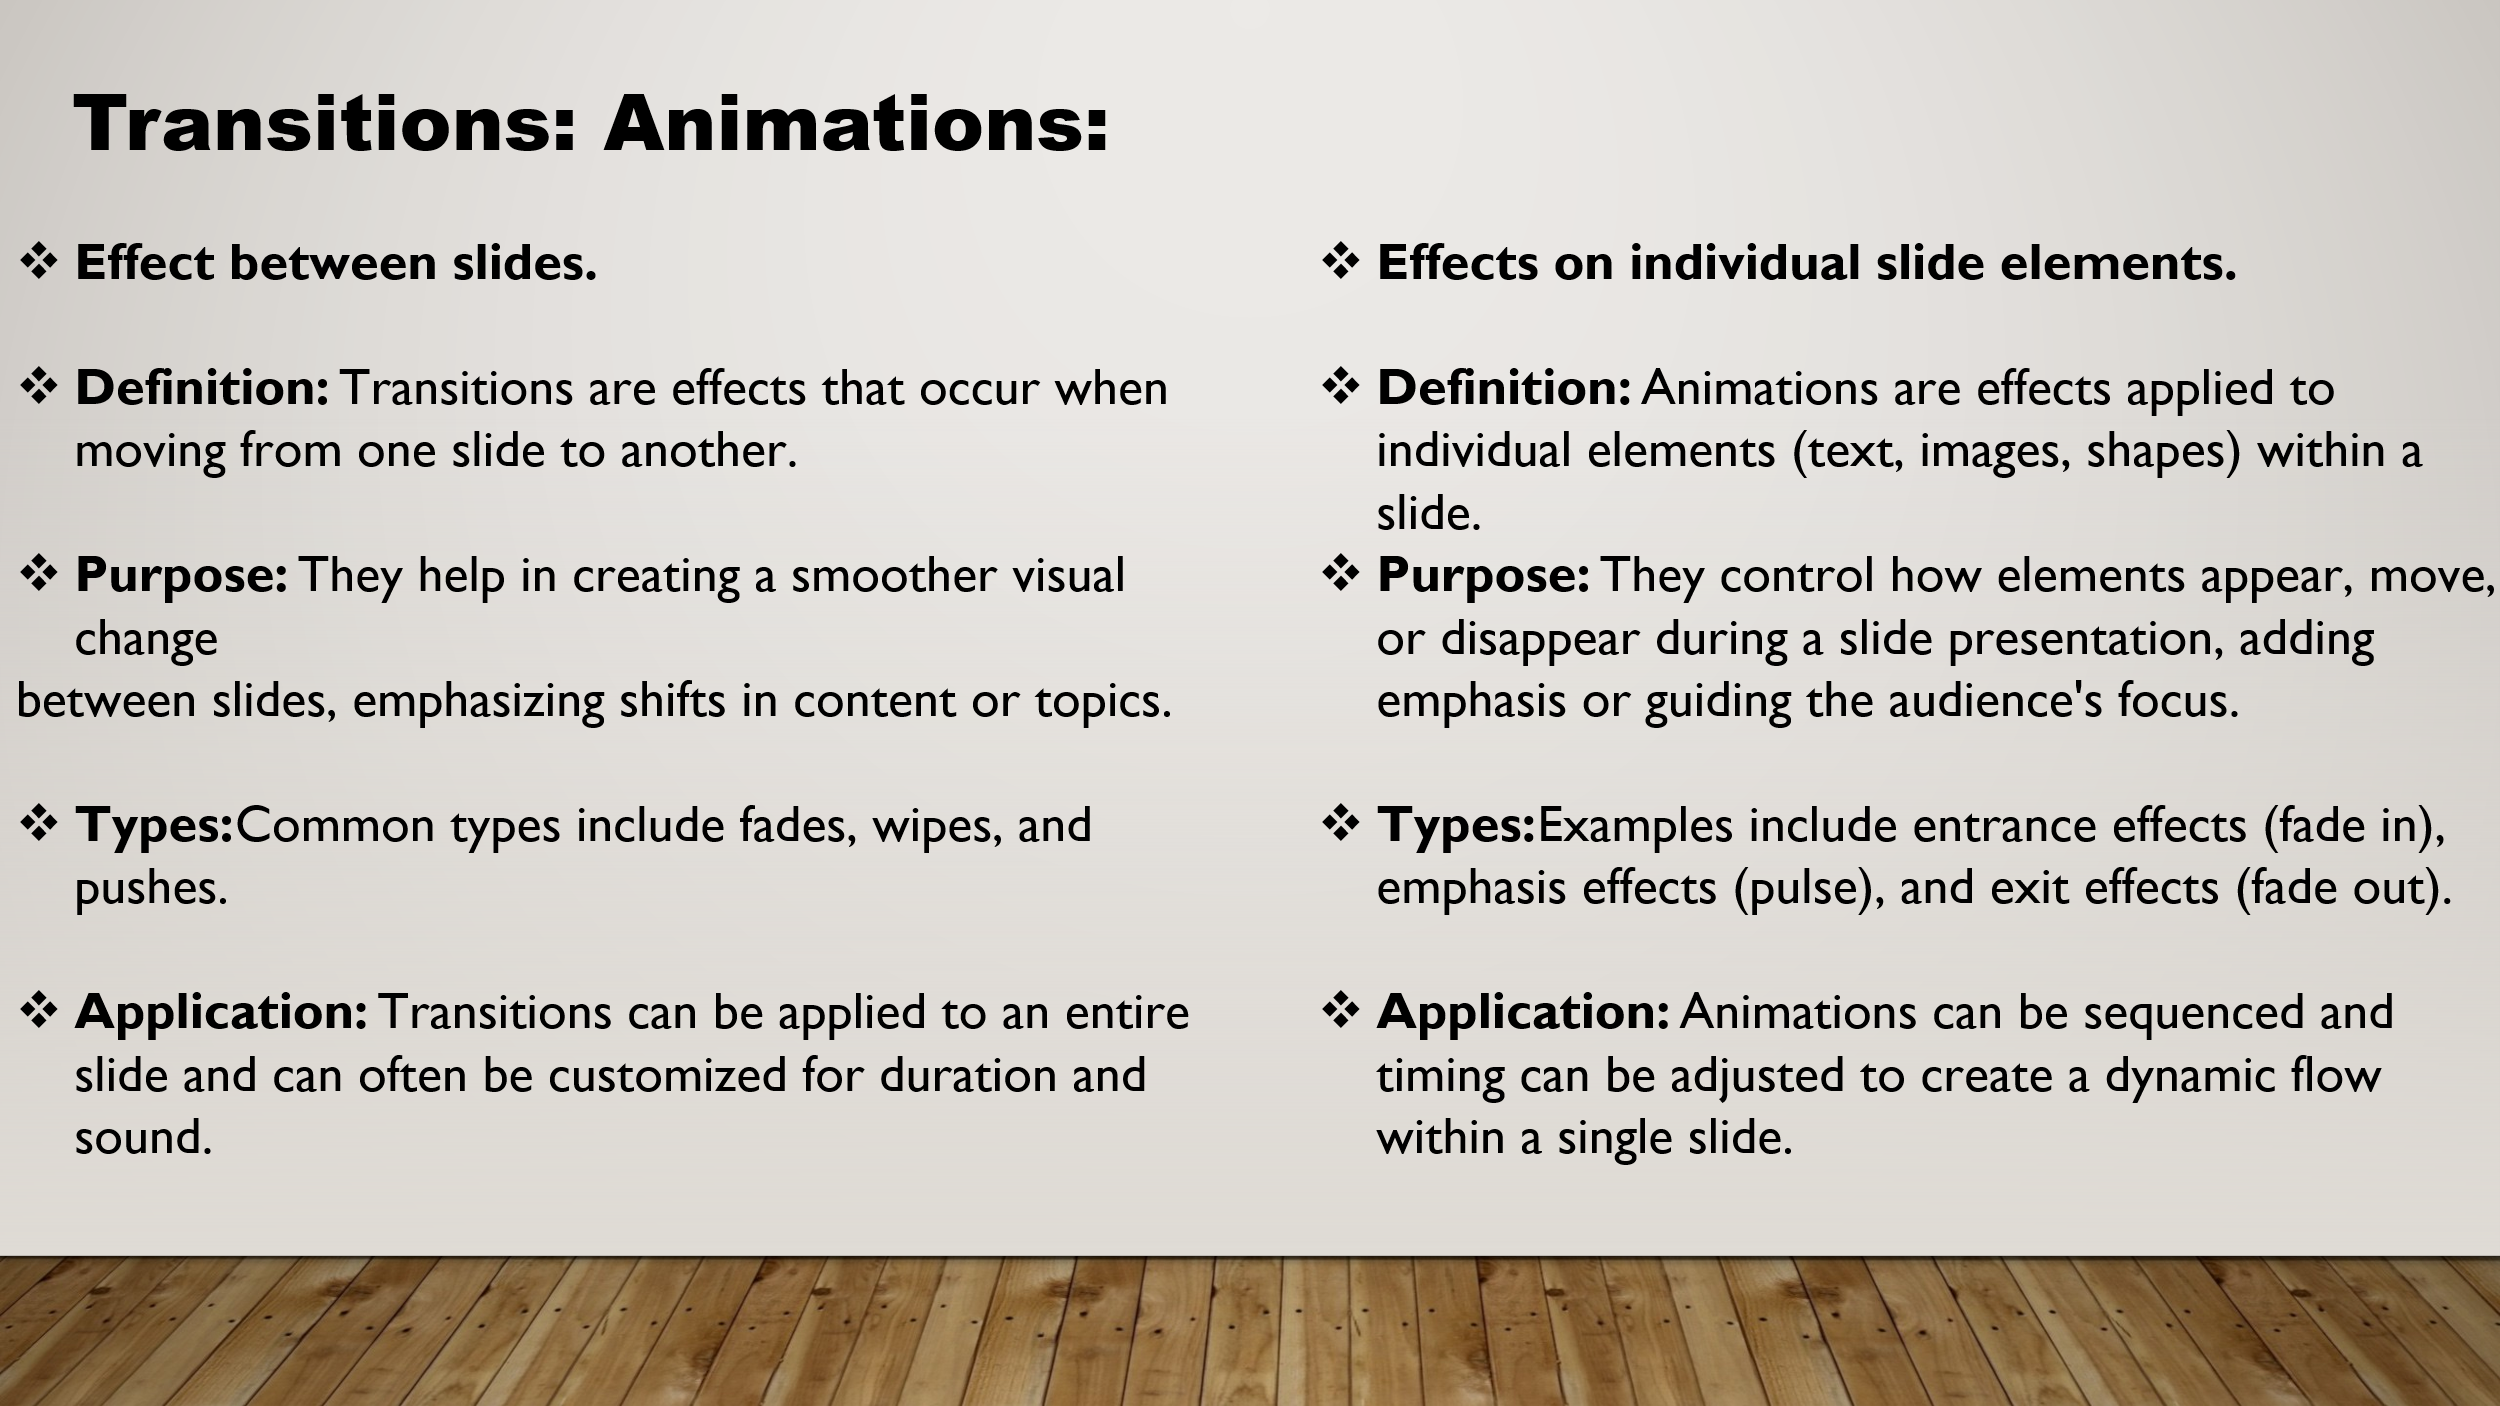 Transitions: Animations:
❖ Effect between slides.
❖ Definition: Transitions are effects that occur when
moving from one slide to another.
❖ Purpose: They help in creating a smoother visual
change
between slides, emphasizing shifts in content or topics.
❖ Types:Common types include fades, wipes, and
pushes.
❖ Application: Transitions can be applied to an entire
slide and can often be customized for duration and
sound.
❖ Effects on individual slide elements.
❖ Definition: Animations are effects applied to
individual elements (text, images, shapes) within a
slide.
❖ Purpose: They control how elements appear, move,
or disappear during a slide presentation, adding
emphasis or guiding the audience's focus.
❖ Types:Examples include entrance effects (fade in),
emphasis effects (pulse), and exit effects (fade out).
❖ Application: Animations can be sequenced and
timing can be adjusted to create a dynamic flow
within a single slide.